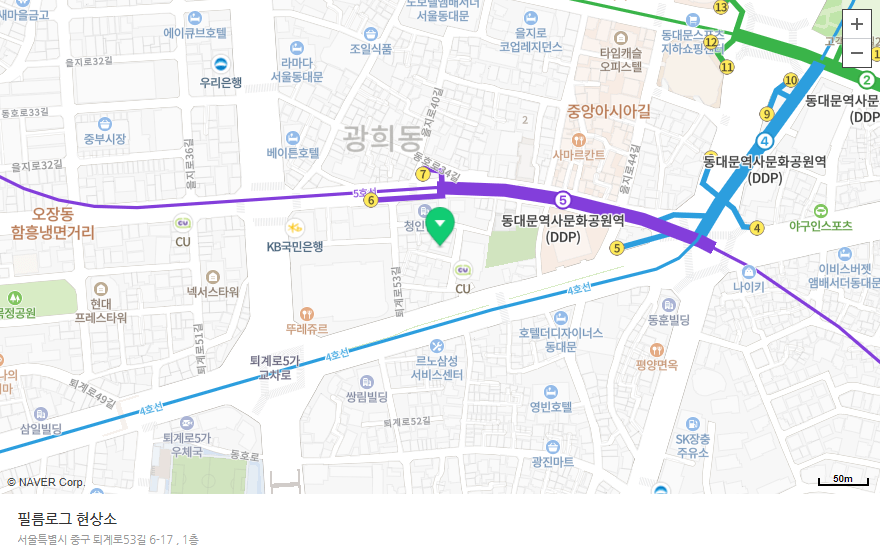 새마을금고
노보텔앰배서더
서울동대문
13
에이큐브호텔
조일식품
을지로
코업레지던스
타임캐슬
오피스텔
동대문스포츠
지하쇼핑센터
12
11
을지로32길
우리은행
라마다
서울동대문
10
2
동대문역사문
(DDP
동호로33길
을지로40길
중앙아시아길
9
중부시장
광희동
2
4
베이튼호텔
사마르칸트
을지로32길
을지로36길
동호로34길
을지로44길
동대문역사문화공원역
(DDP)
7
5호선
6
5
오장동
함흥냉면거리
CU
KB국민은행
청인
동대문역사문화공원역
(DDP)
5
4
야구인스포츠
CU
나이키
이비스버젯
앰배서더동대문
현대
프레스타워
넥서스타워
퇴계로53길
4호선
동훈빌딩
뚜레쥬르
퇴계로51길
호텔더디자이너스
동대문
퇴계로5가
교차로
4호선
르노삼성
서비스센터
평양면옥
퇴계로49길
쌍림빌딩
영빈호텔
4호선
삼일빌딩
퇴계로5가
우체국
퇴계로52길
동호로
광진마트
SK장충
주유소
© NAVER Corp.
50m
필름로그 현상소
서울특별시 중구 퇴계로53길 6-17 , 1층